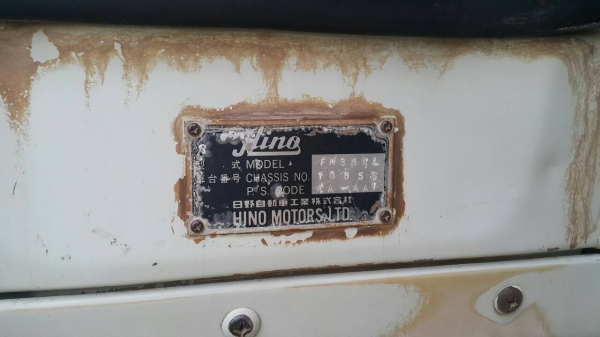 Hino
型式 MODEL
車台番号 CHASSIS NO.
P.S. CODE
日野自動車工業株式会社
HINO MOTORS, LTD.